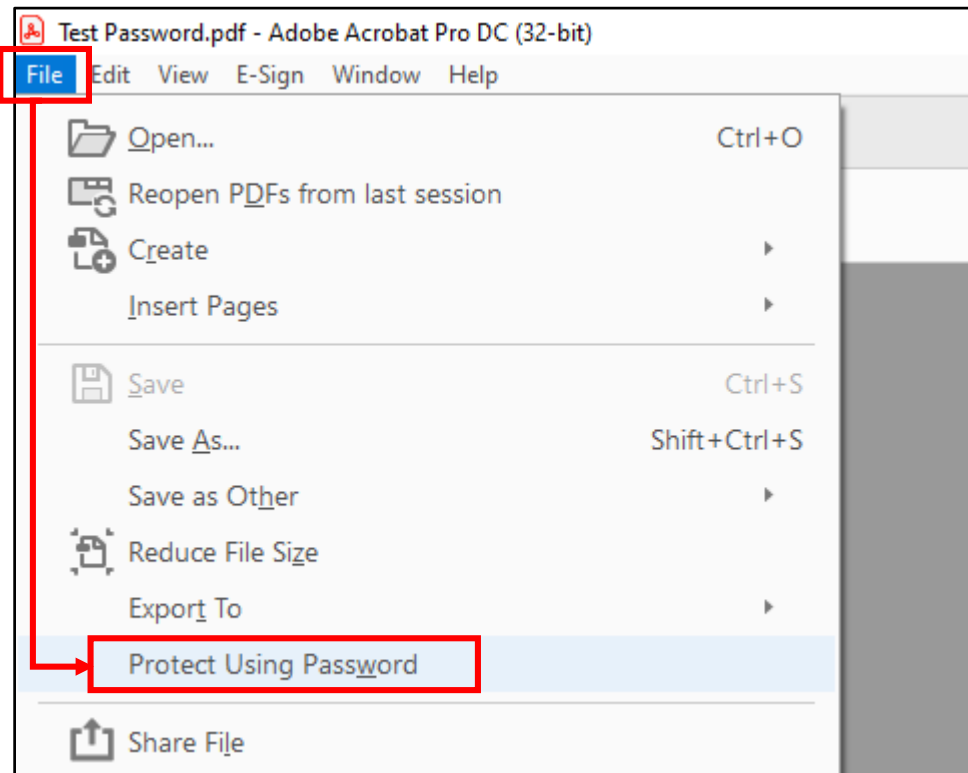 Test Password.pdf - Adobe Acrobat Pro DC (32-bit)
File Edit View E-Sign Window Help
Open... Ctrl+O
Reopen PDFs from last session
Create
Insert Pages
Save Ctrl+S
Save As... Shift+Ctrl+S
Save as Other
Reduce File Size
Export To
Protect Using Password
Share File